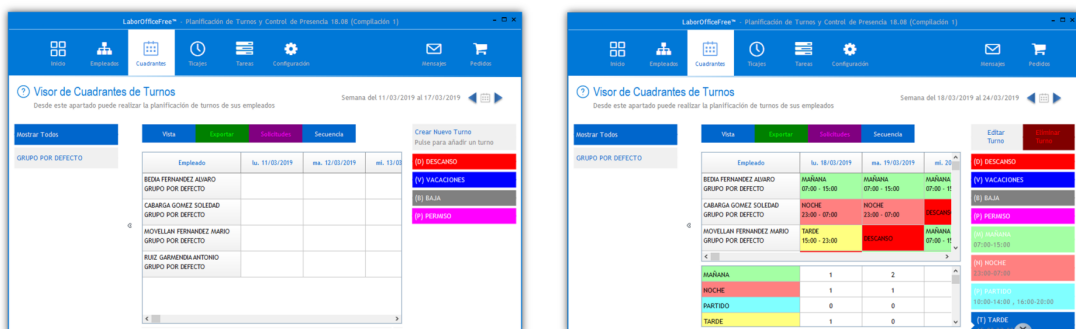 LaborOfficeFree™ - Planificación de Turnos y Control de Presencia 18.08 (Compilación 1)
Inicio
Empleados
Cuadrantes
Ticajes
Tareas
Configuración
Mensajes
Pedidos
Visor de Cuadrantes de Turnos
Desde este apartado puede realizar la planificación de turnos de sus empleados
Semana del 11/03/2019 al 17/03/2019
Mostrar Todos
GRUPO POR DEFECTO
Vista
Exportar
Solicitudes
Secuencia
Crear Nuevo Turno
Pulse para añadir un turno
Empleado lu. 11/03/2019 ma. 12/03/2019 mi. 13/03
BEDIA FERNANDEZ ALVARO
GRUPO POR DEFECTO
CABARGA GOMEZ SOLEDAD
GRUPO POR DEFECTO
MOVELLAN FERNANDEZ MARIO
GRUPO POR DEFECTO
RUIZ GARMENDIA ANTONIO
GRUPO POR DEFECTO
(D) DESCANSO
(V) VACACIONES
(B) BAJA
(P) PERMISO
LaborOfficeFree™ - Planificación de Turnos y Control de Presencia 18.08 (Compilación 1)
Inicio
Empleados
Cuadrantes
Ticajes
Tareas
Configuración
Mensajes
Pedidos
Visor de Cuadrantes de Turnos
Desde este apartado puede realizar la planificación de turnos de sus empleados
Semana del 18/03/2019 al 24/03/2019
Mostrar Todos
GRUPO POR DEFECTO
Vista
Exportar
Solicitudes
Secuencia
Editar
Turno
Eliminar
Turno
Empleado lu. 18/03/2019 ma. 19/03/2019 mi. 20
BEDIA FERNANDEZ ALVARO MAÑANA MAÑANA MAÑANA
GRUPO POR DEFECTO 07:00 - 15:00 07:00 - 15:00 07:00 - 15
CABARGA GOMEZ SOLEDAD NOCHE NOCHE DESCANS
GRUPO POR DEFECTO 23:00 - 07:00 23:00 - 07:00
MOVELLAN FERNANDEZ MARIO TARDE DESCANSO MAÑANA
GRUPO POR DEFECTO 15:00 - 23:00 07:00 - 15
MAÑANA 1 2
NOCHE 1 1
PARTIDO 0 0
TARDE 1 0
(D) DESCANSO
(V) VACACIONES
(B) BAJA
(P) PERMISO
(M) MAÑANA
07:00-15:00
(N) NOCHE
23:00-07:00
(P) PARTIDO
10:00-14:00 , 16:00-20:00
(T) TARDE